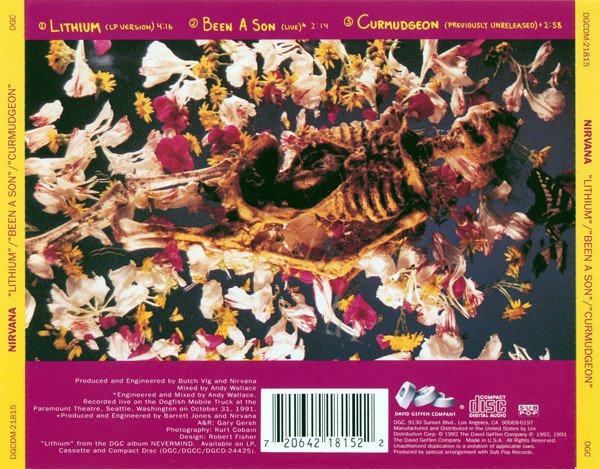 ① LITHIUM (LP VERSION) 4:16 ② BEEN A SON (LIVE)* 2:14 ③ CURMUDGEON (PREVIOUSLY UNRELEASED)+ 2:58
DGC
DGCDM-21815
NIRVANA "LITHIUM"/"BEEN A SON"/"CURMUDGEON"
DGCDM-21815
NIRVANA "LITHIUM"/"BEEN A SON"/"CURMUDGEON"
DGC
Produced and Engineered by Butch Vig and Nirvana
Mixed by Andy Wallace
*Engineered and Mixed by Andy Wallace.
Recorded live on the Dogfish Mobile Truck at the
Paramount Theatre, Seattle, Washington on October 31, 1991.
+Produced and Engineered by Barrett Jones and Nirvana
A&R: Gary Gersh
Photography: Kurt Cobain
Design: Robert Fisher
"Lithium" from the DGC album NEVERMIND. Available on LP,
Cassette and Compact Disc (DGC/DGCC/DGCD-24425).
7 20642 18152 2
DAVID GEFFEN COMPANY
COMPACT
disc
DIGITAL AUDIO
SUB
POP
DGC, 9130 Sunset Blvd., Los Angeles, CA 90069-6197
Manufactured and Distributed in the United States by Uni
Distribution Corp. © 1992 The David Geffen Company ℗ 1992, 1991
The David Geffen Company Made in U.S.A. All Rights Reserved.
Unauthorized duplication is a violation of applicable laws.
Produced by special arrangement with Sub Pop Records.